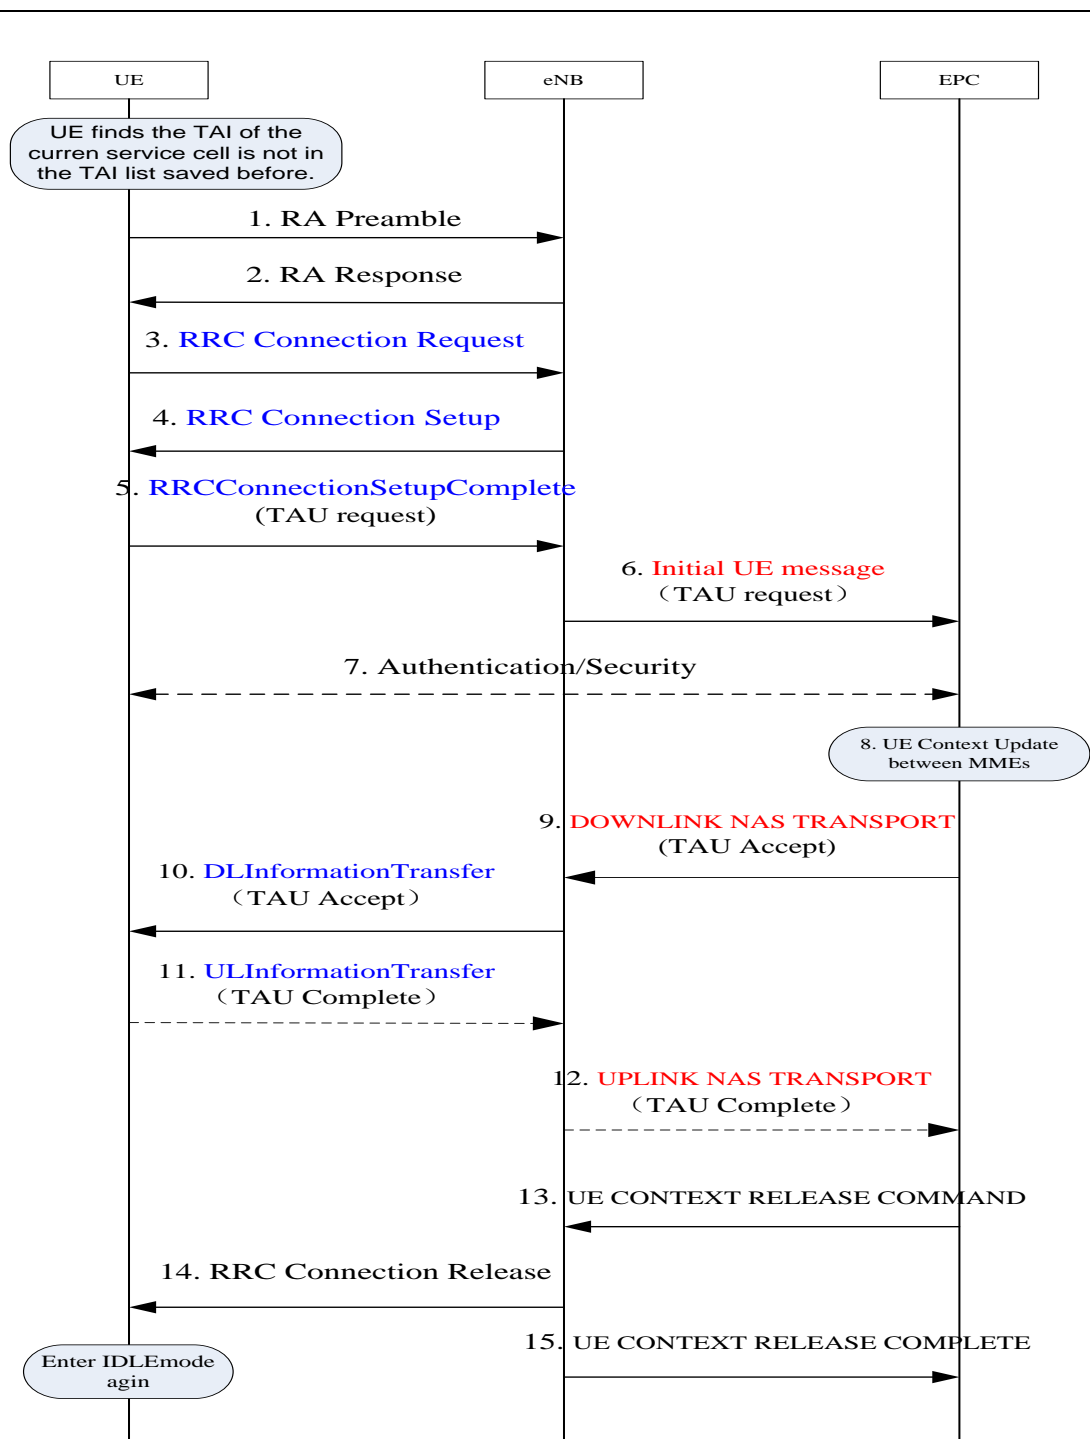 UE
eNB
EPC
UE finds the TAI of the
curren service cell is not in
the TAI list saved before.
1. RA Preamble
2. RA Response
3. RRC Connection Request
4. RRC Connection Setup
5. RRCConnectionSetupComplete
(TAU request)
6. Initial UE message
（TAU request）
7. Authentication/Security
8. UE Context Update
between MMEs
9. DOWNLINK NAS TRANSPORT
(TAU Accept)
10. DLInformationTransfer
（TAU Accept）
11. ULInformationTransfer
（TAU Complete）
12. UPLINK NAS TRANSPORT
（TAU Complete）
13. UE CONTEXT RELEASE COMMAND
14. RRC Connection Release
15. UE CONTEXT RELEASE COMPLETE
Enter IDLEmode
agin